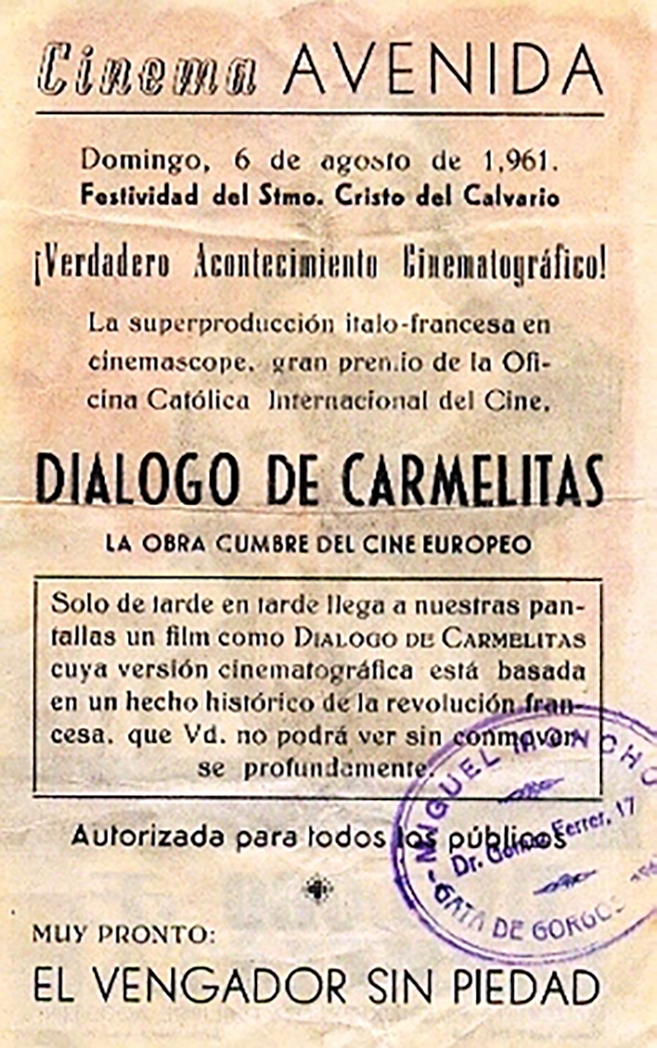 Cinema AVENIDA
Domingo, 6 de agosto de 1,961.
Festividad del Stmo. Cristo del Calvario
¡Verdadero Acontecimiento Cinematográfico!
La superproducción italo-francesa en
cinemascope, gran premio de la Ofi-
cina Católica Internacional del Cine,
DIALOGO DE CARMELITAS
LA OBRA CUMBRE DEL CINE EUROPEO
Solo de tarde en tarde llega a nuestras pan-
tallas un film como DIALOGO DE CARMELITAS
cuya versión cinematográfica está basada
en un hecho histórico de la revolución fran-
cesa, que Vd. no podrá ver sin conmover-
se profundamente.
Autorizada para todos los públicos
MIGUEL MONCHO
Dr. Gómez Ferrer, 17
GATA DE GORGOS
MUY PRONTO:
EL VENGADOR SIN PIEDAD